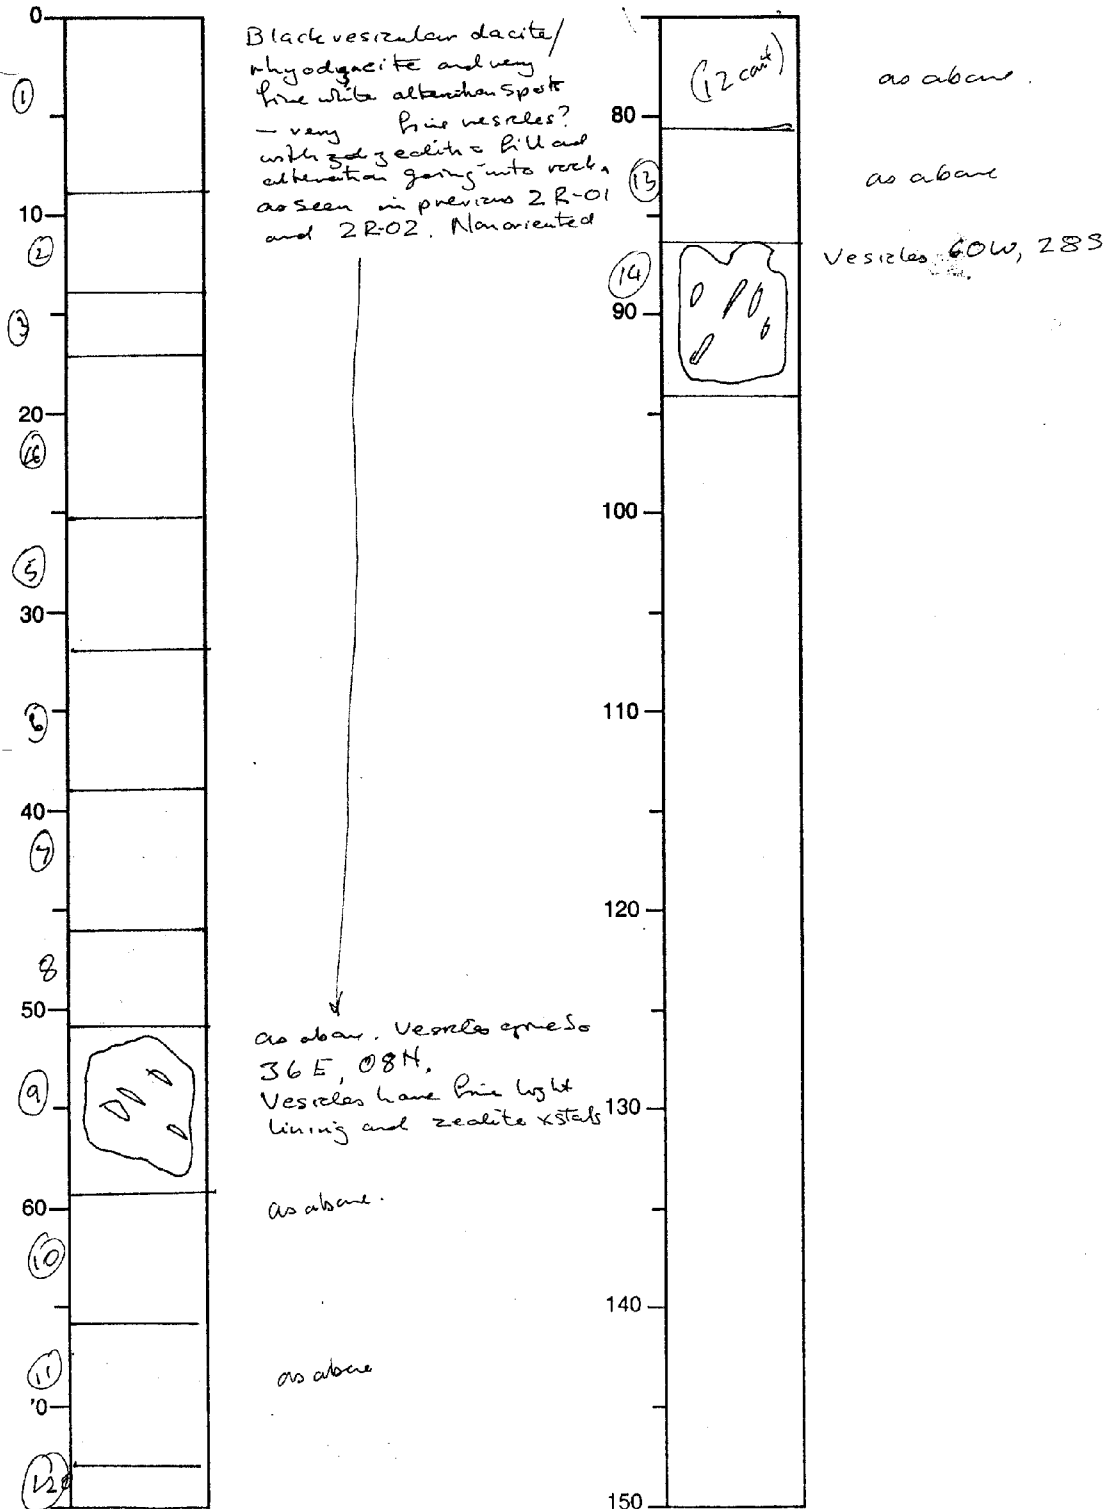 0
Black vesicular dacite/
rhyodacite and very
fine white alteration spots
— very fine vesicles?
with zeolite fill and
alteration going into rock,
as seen in previous 2R-01
and 2R-02. Nonoriented
1
10
2
3
20
5
30
6
40
7
8
50
as above. Vesicles
36E, 08N.
Vesicles have fine light
lining and zeolite xstals
9
60
as above.
10
11
as above
'0
12
(12 cont)
as above.
80
13
as above
14
Vesicles 60W, 28S
90
100
110
120
130
140
150